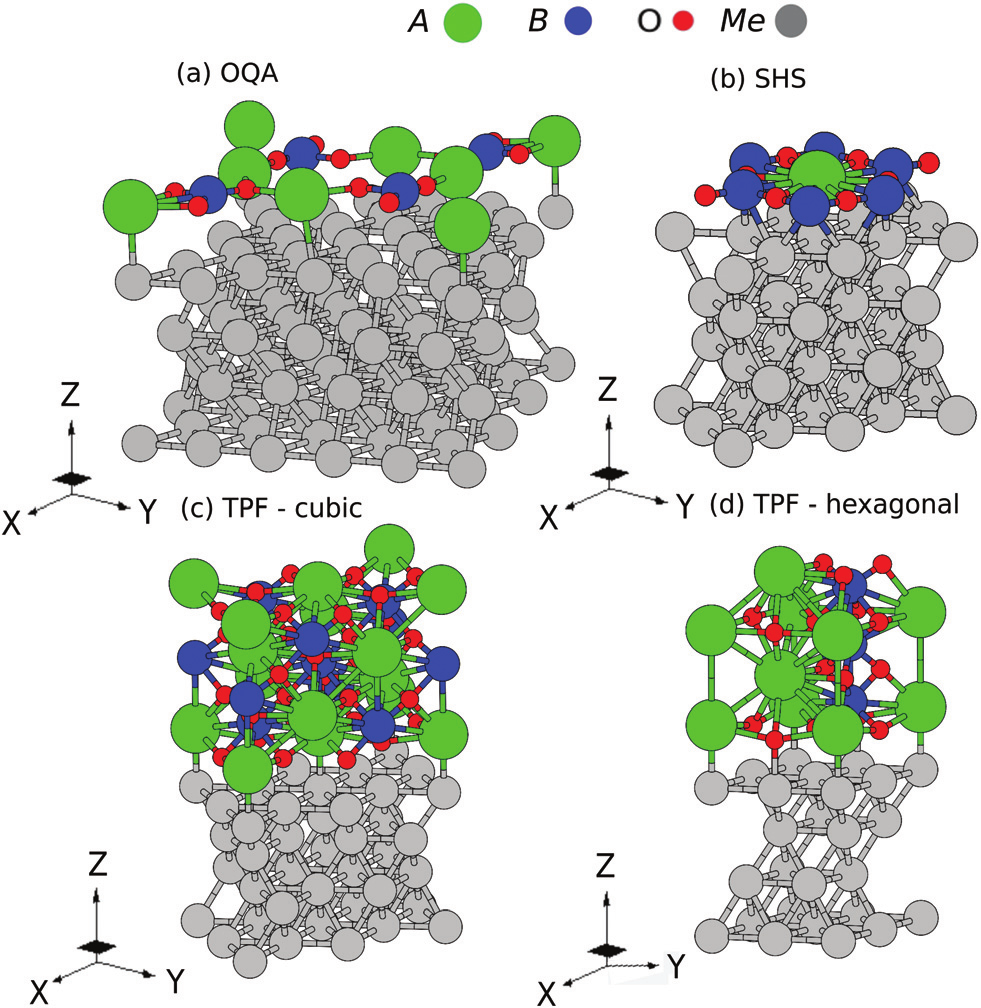 A B O Me
(a) OQA
(b) SHS
Z
X
Y
Z
X
Y
(c) TPF - cubic
(d) TPF - hexagonal
Z
X
Y
Z
X
Y